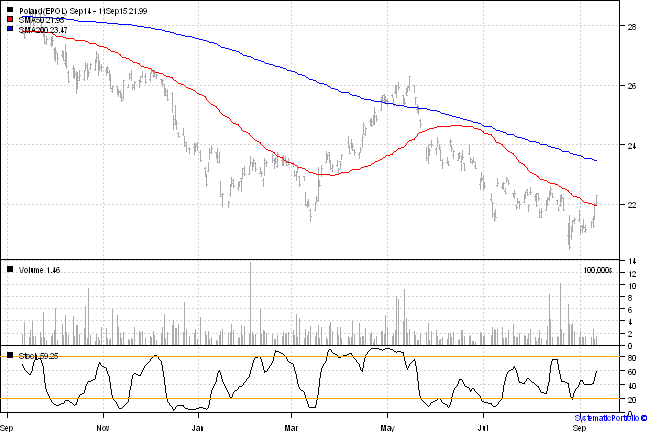 Poland(EPOL) Sep14 - 11Sep15 21.99
SMA50 21.95
SMA200 23.47
28
26
24
22
14
Volume 1.46
100,000s
12
10
8
6
4
2
0
Stoch 59.25
80
60
40
20
0
Sep Nov Jan Mar May Jul Sep
SystematicPortfolio ©